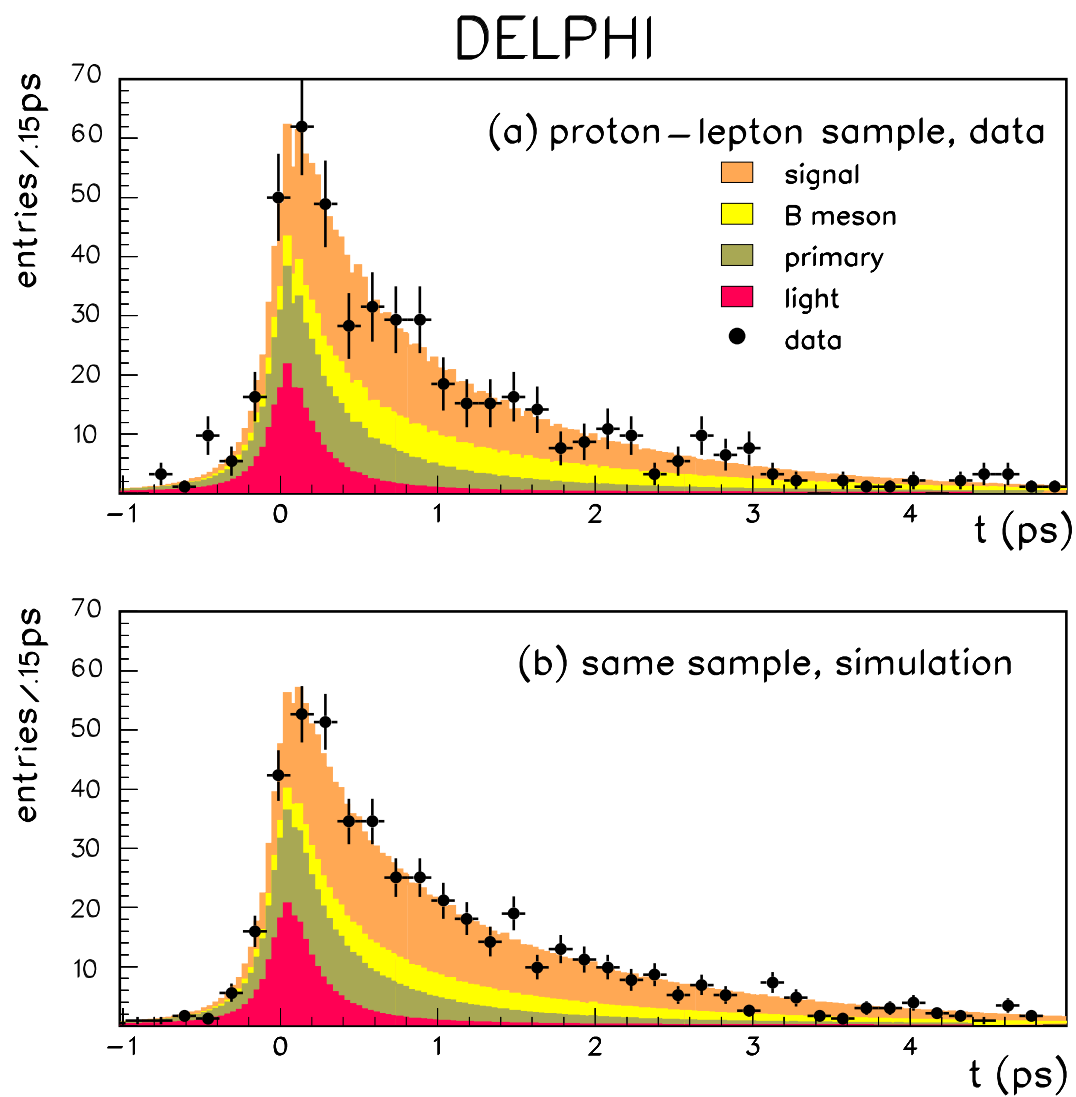 DELPHI
entries/.15ps
70
60
50
40
30
20
10
(a) proton–lepton sample, data
signal
B meson
primary
light
data
−1 0 1 2 3 4
t (ps)
entries/.15ps
70
60
50
40
30
20
10
(b) same sample, simulation
−1 0 1 2 3 4
t (ps)